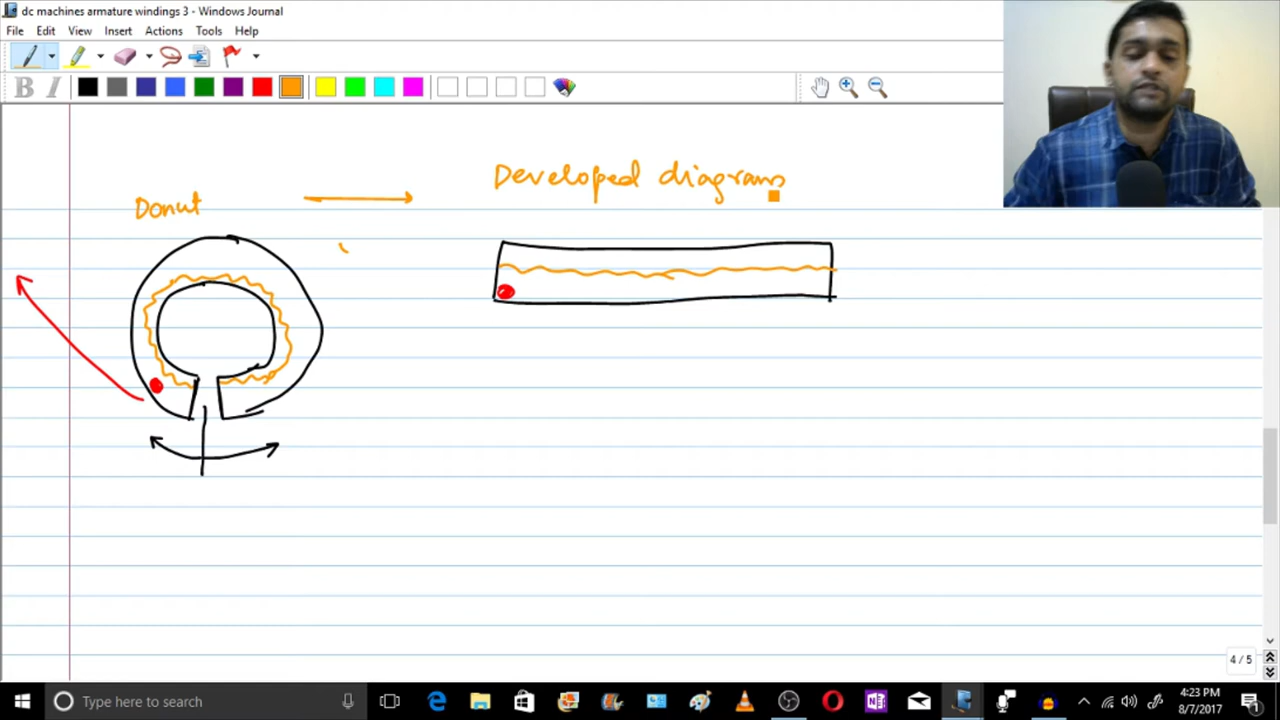 dc machines armature windings 3 - Windows Journal
File Edit View Insert Actions Tools Help
B I
Developed diagrams
Donut
4 / 5
Type here to search
4:23 PM
8/7/2017